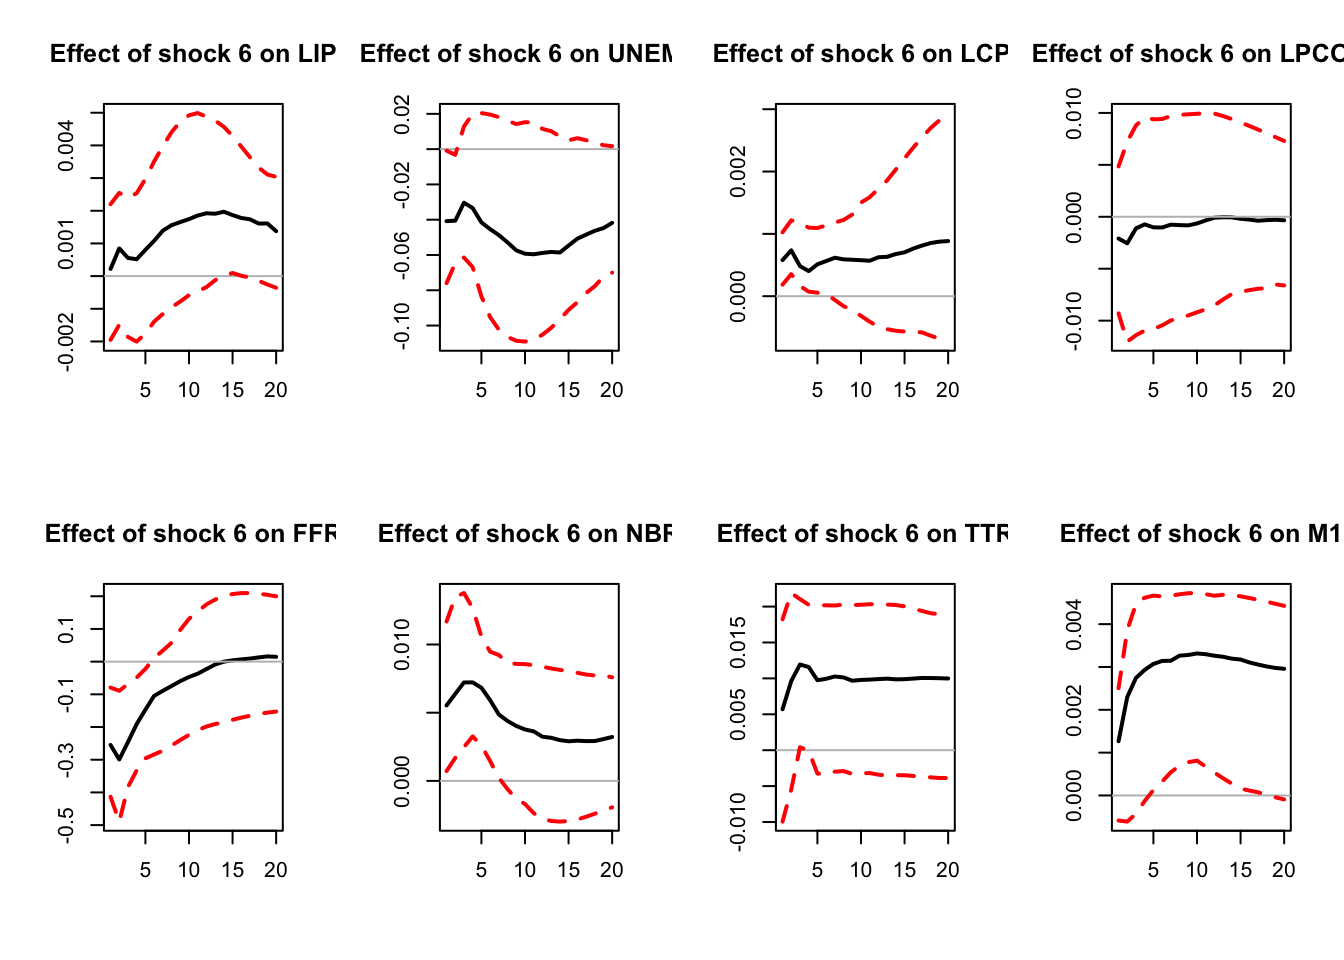 Effect of shock 6 on LIP
Effect of shock 6 on UNEM
Effect of shock 6 on LCP
Effect of shock 6 on LPCO
0.004
0.001
-0.002
5 10 15 20
0.02
-0.02
-0.06
-0.10
5 10 15 20
0.002
0.000
5 10 15 20
0.010
0.000
-0.010
5 10 15 20
Effect of shock 6 on FFR
Effect of shock 6 on NBR
Effect of shock 6 on TTR
Effect of shock 6 on M1
0.1
-0.1
-0.3
-0.5
5 10 15 20
0.010
0.000
5 10 15 20
0.015
0.005
-0.010
5 10 15 20
0.004
0.002
0.000
5 10 15 20